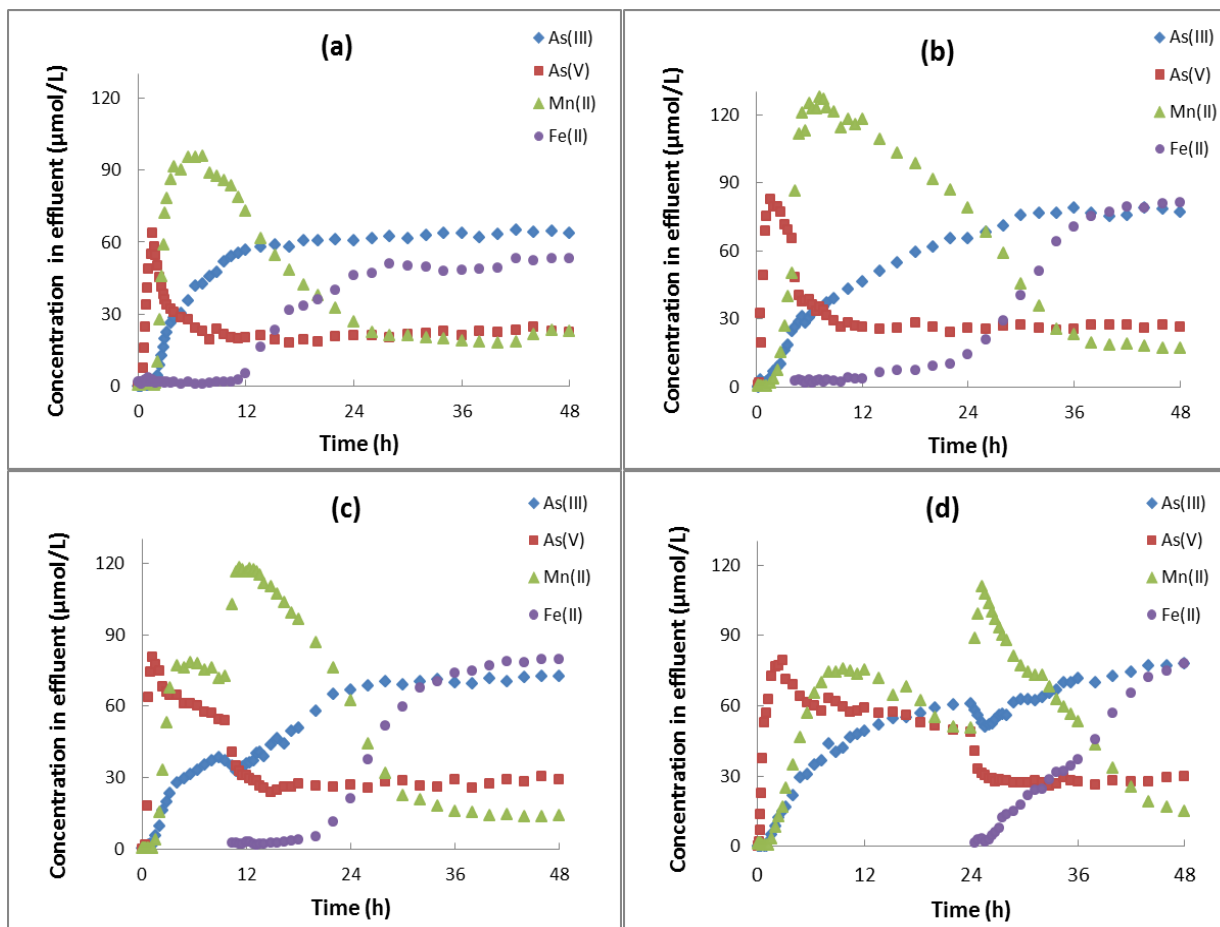 (a)
As(III)
As(V)
Mn(II)
Fe(II)
Concentration in effluent (µmol/L)
120
90
60
30
0
0 12 24 36 48
Time (h)
(b)
As(III)
As(V)
Mn(II)
Fe(II)
Concentration in effluent (µmol/L)
120
90
60
30
0
0 12 24 36 48
Time (h)
(c)
As(III)
As(V)
Mn(II)
Fe(II)
Concentration in effluent (µmol/L)
120
90
60
30
0
0 12 24 36 48
Time (h)
(d)
As(III)
As(V)
Mn(II)
Fe(II)
Concentration in effluent (µmol/L)
120
90
60
30
0
0 12 24 36 48
Time (h)